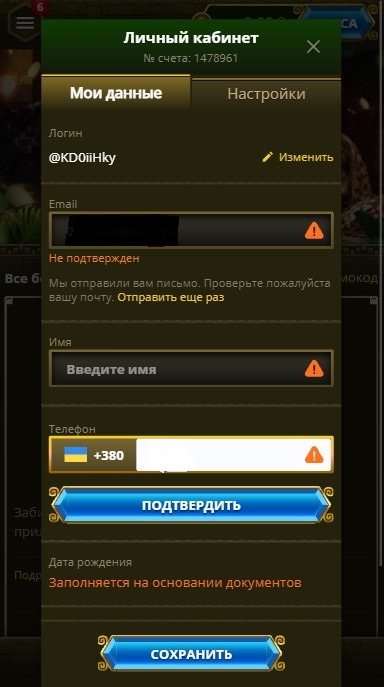 6
Личный кабинет
№ счета: 1478961
Мои данные
Настройки
Логин
@KD0iiHky
Изменить
Email
Не подтвержден
Мы отправили вам письмо. Проверьте пожалуйста
вашу почту. Отправить еще раз
Имя
Введите имя
Телефон
+380
ПОДТВЕРДИТЬ
Дата рождения
Заполняется на основании документов
СОХРАНИТЬ